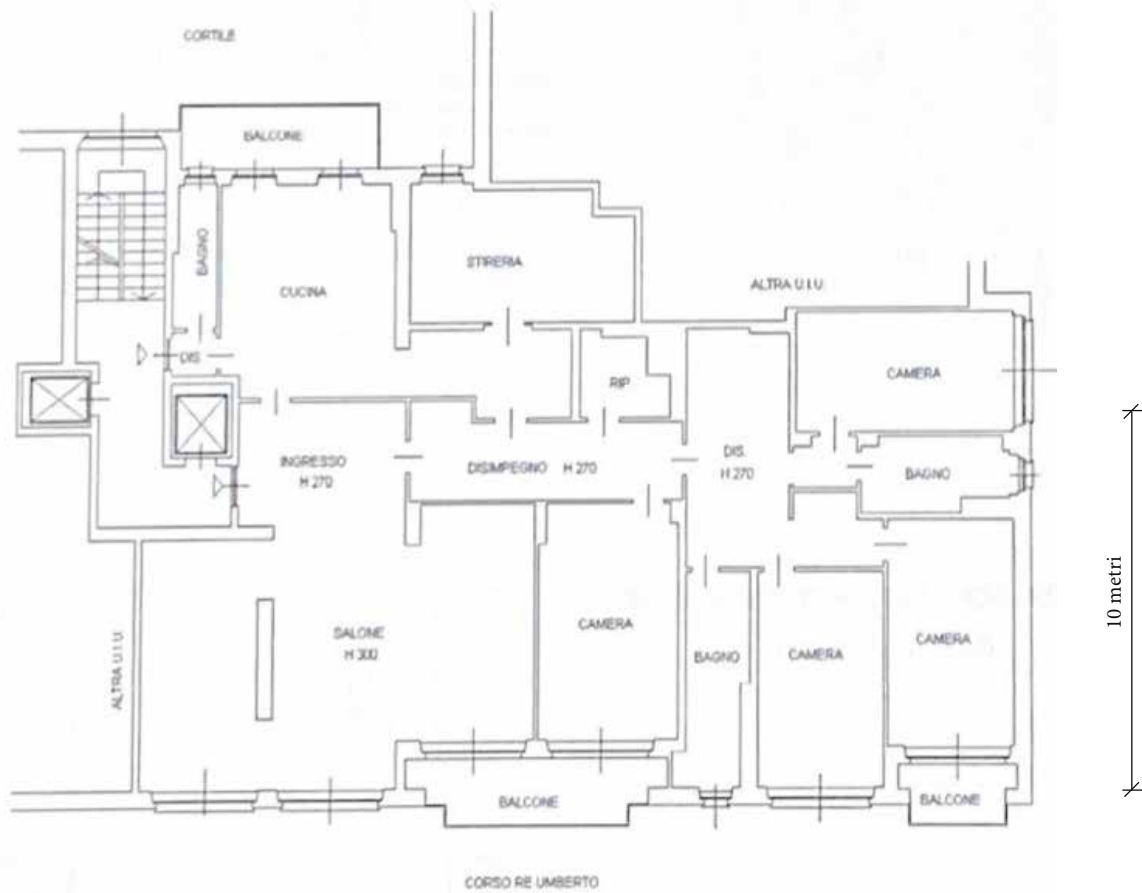 CORTILE
BALCONE
BAGNO
CUCINA
STIRERIA
ALTRA U.I.U
DIS
RIP
CAMERA
INGRESSO
H 270
DISIMPEGNO H 270
DIS.
H 270
BAGNO
10 metri
SALONE
H 300
CAMERA
BAGNO
CAMERA
CAMERA
ALTRA U.I.U.
BALCONE
BALCONE
CORSO RE UMBERTO